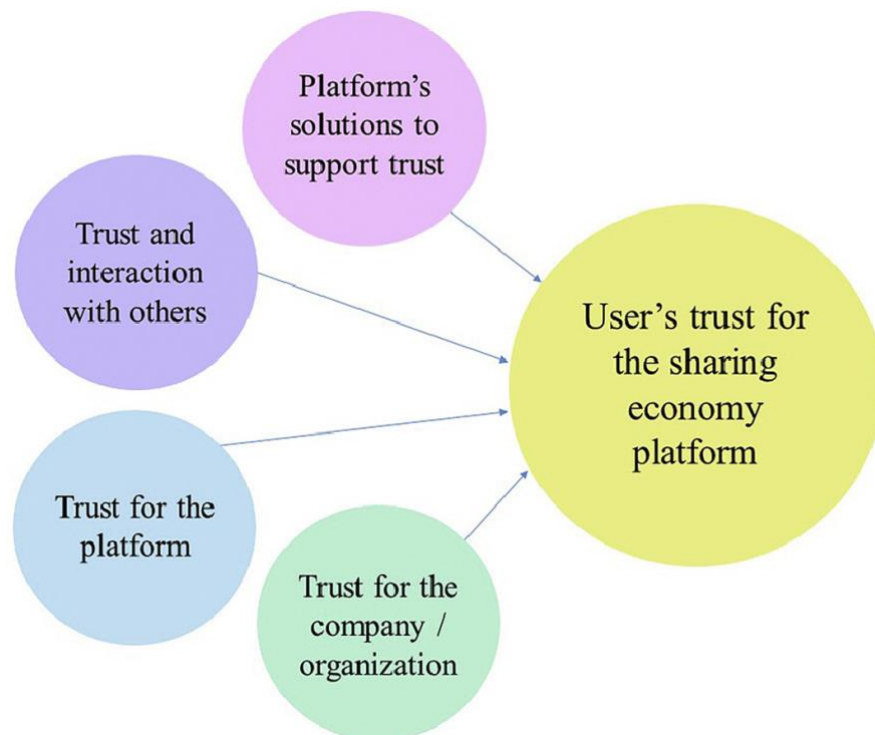 Platform’s
solutions to
support trust
Trust and
interaction
with others
User’s trust for
the sharing
economy
platform
Trust for the
platform
Trust for the
company /
organization